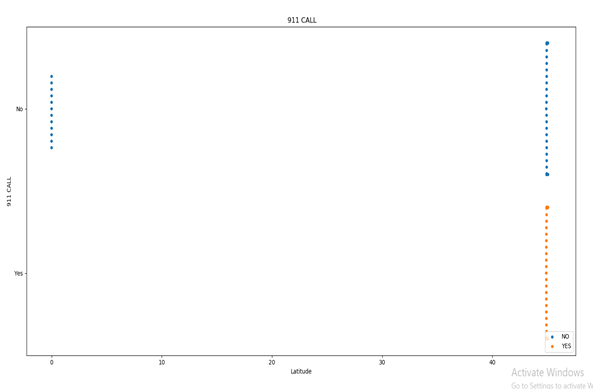 911 CALL
No
911 CALL
Yes
NO
YES
0
10
20
30
40
Latitude
Activate Windows
Go to Settings to activate W